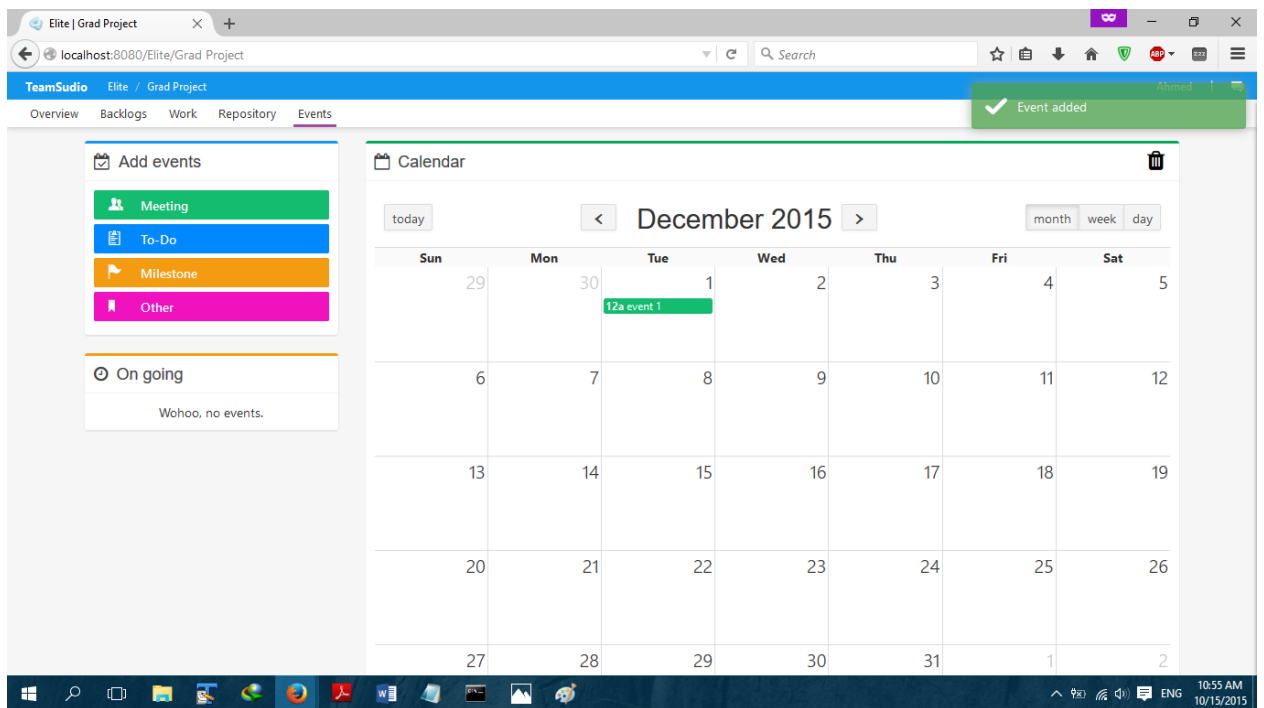 Elite | Grad Project
localhost:8080/Elite/Grad Project
Search
ABP
zzz
TeamSudio Elite / Grad Project Ahmed
Overview Backlogs Work Repository Events
Event added
Add events
Meeting
To-Do
Milestone
Other
On going
Wohoo, no events.
Calendar
today December 2015 month week day
Sun Mon Tue Wed Thu Fri Sat
29 30 1 2 3 4 5
12a event 1
6 7 8 9 10 11 12
13 14 15 16 17 18 19
20 21 22 23 24 25 26
27 28 29 30 31 1 2
ENG
10:55 AM
10/15/2015